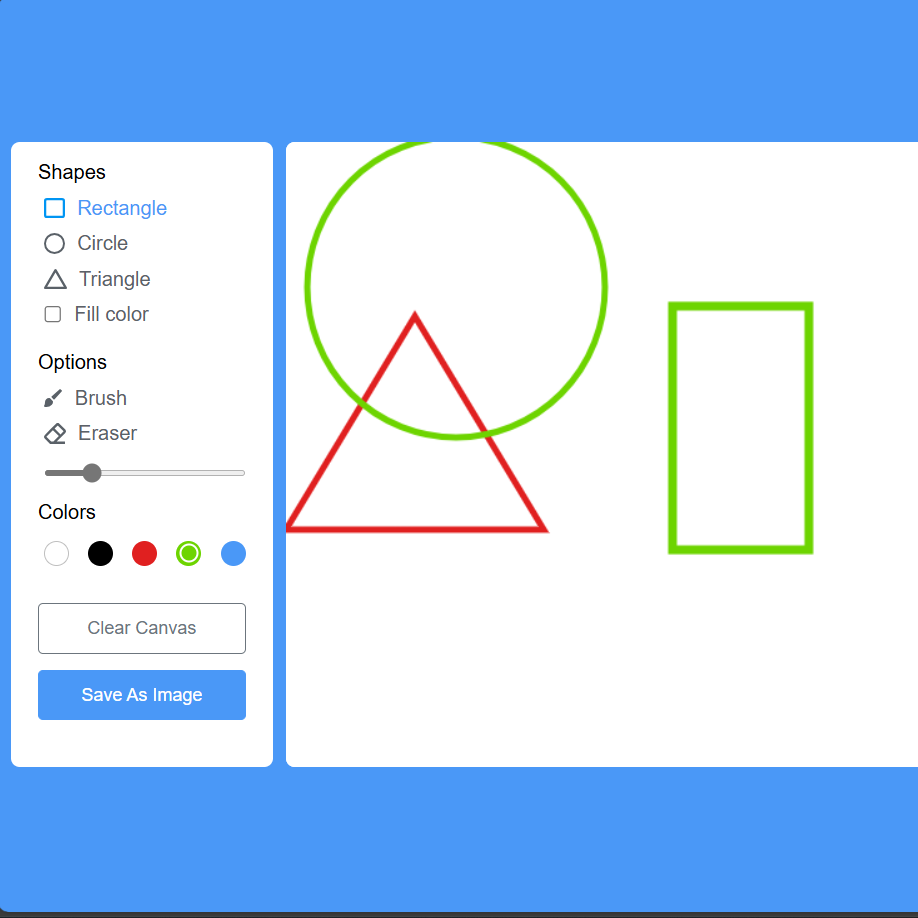 Shapes
Rectangle
Circle
Triangle
Fill color
Options
Brush
Eraser
Colors
Clear Canvas
Save As Image